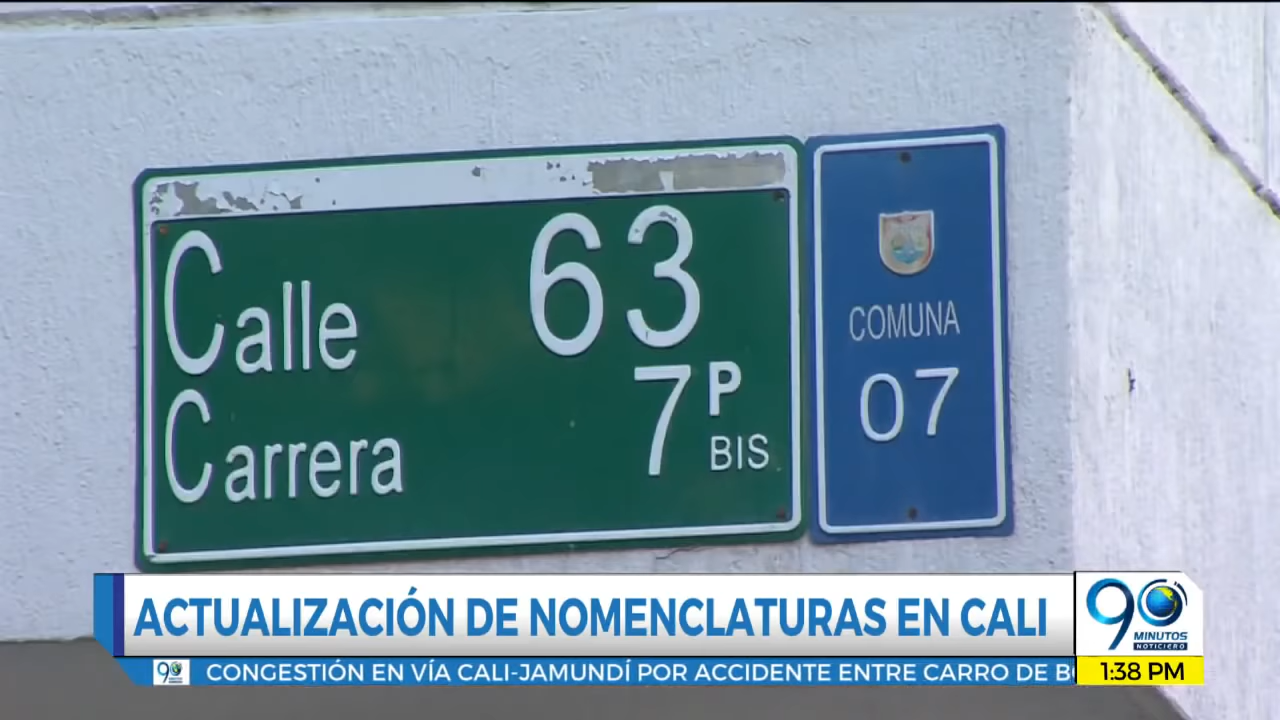 Calle 63
Carrera 7 P BIS
COMUNA
07
ACTUALIZACIÓN DE NOMENCLATURAS EN CALI
90
MINUTOS
NOTICIERO
CONGESTIÓN EN VÍA CALI-JAMUNDÍ POR ACCIDENTE ENTRE CARRO DE
1:38 PM